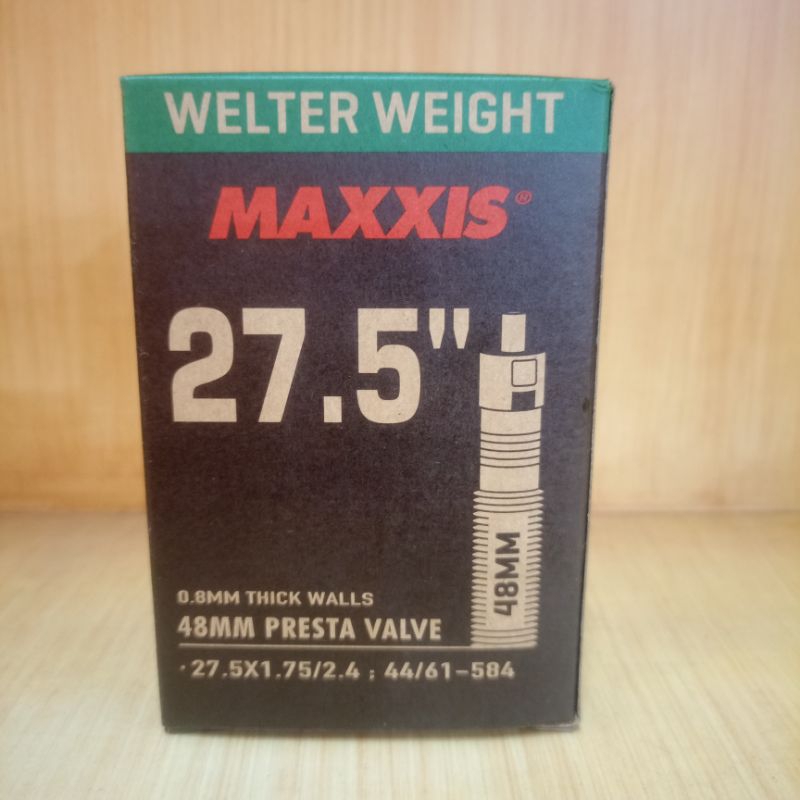 WELTER WEIGHT
MAXXIS®
27.5"
48MM
0.8MM THICK WALLS
48MM PRESTA VALVE
·27.5X1.75/2.4 ; 44/61-584